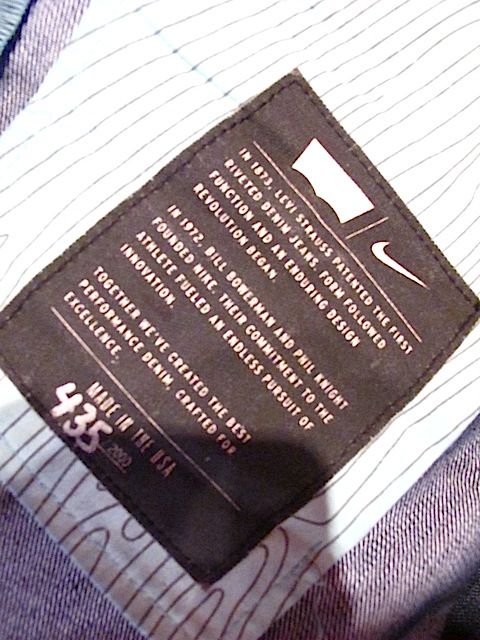 IN 1873, LEVI STRAUSS PATENTED THE FIRST
RIVETED DENIM JEANS. FORM FOLLOWED
FUNCTION AND AN ENDURING DESIGN
REVOLUTION BEGAN.
IN 1972, BILL BOWERMAN AND PHIL KNIGHT
FOUNDED NIKE. THEIR COMMITMENT TO THE
ATHLETE FUELED AN ENDLESS PURSUIT OF
INNOVATION.
TOGETHER WE'VE CREATED THE BEST
PERFORMANCE DENIM, CRAFTED FOR
EXCELLENCE.
MADE IN THE USA
435